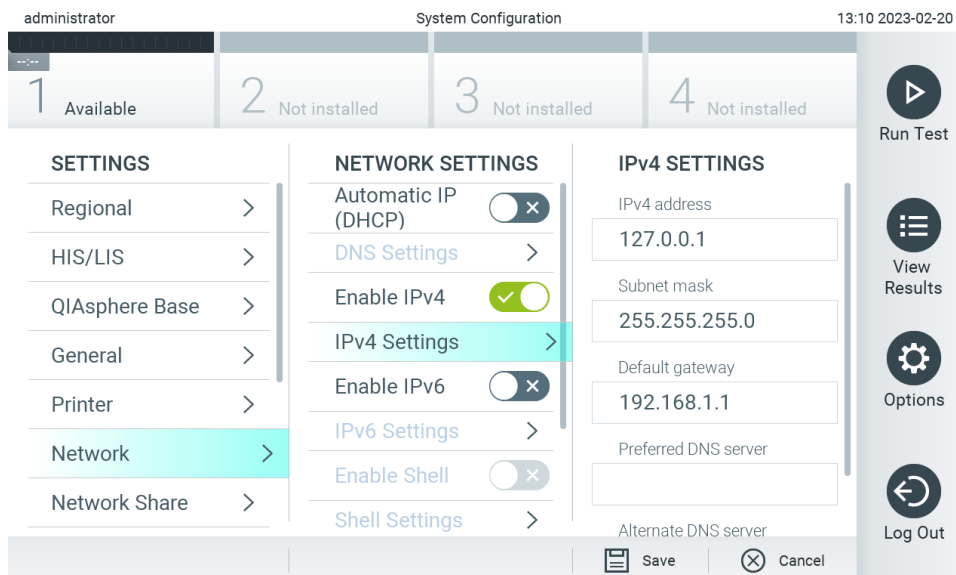 administrator
System Configuration
13:10 2023-02-20
--:--
1 Available
2 Not installed
3 Not installed
4 Not installed
Run Test
View
Results
Options
Log Out
SETTINGS
Regional
HIS/LIS
QIAsphere Base
General
Printer
Network
Network Share
NETWORK SETTINGS
Automatic IP
(DHCP)
DNS Settings
Enable IPv4
IPv4 Settings
Enable IPv6
IPv6 Settings
Enable Shell
Shell Settings
IPv4 SETTINGS
IPv4 address
127.0.0.1
Subnet mask
255.255.255.0
Default gateway
192.168.1.1
Preferred DNS server
Alternate DNS server
Save
Cancel